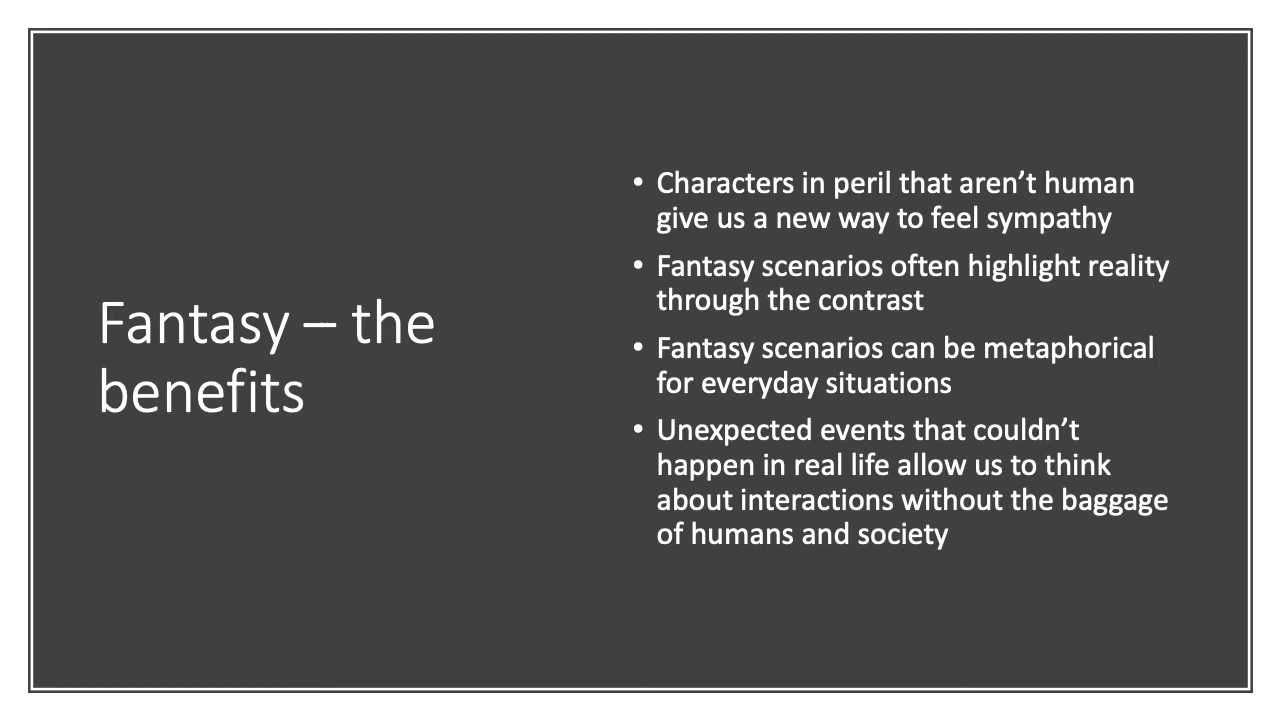 Fantasy – the
benefits
• Characters in peril that aren’t human
give us a new way to feel sympathy
• Fantasy scenarios often highlight reality
through the contrast
• Fantasy scenarios can be metaphorical
for everyday situations
• Unexpected events that couldn’t
happen in real life allow us to think
about interactions without the baggage
of humans and society